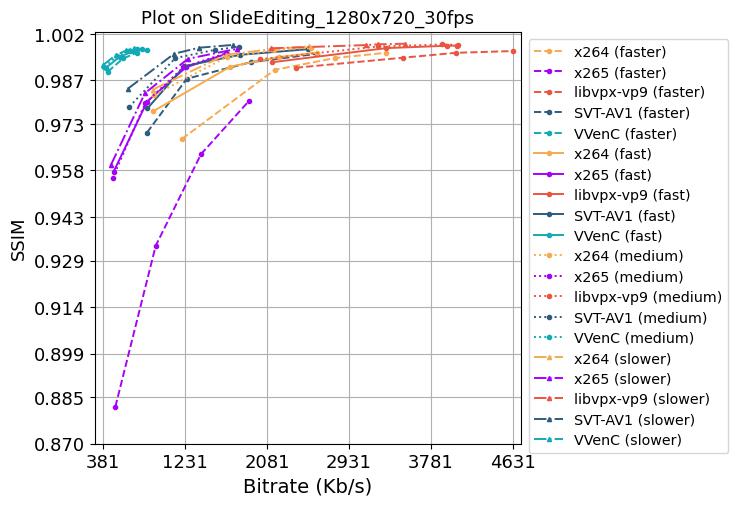 Plot on SlideEditing_1280x720_30fps
SSIM
1.002
0.987
0.973
0.958
0.943
0.929
0.914
0.899
0.885
0.870
381 1231 2081 2931 3781 4631
Bitrate (Kb/s)
x264 (faster)
x265 (faster)
libvpx-vp9 (faster)
SVT-AV1 (faster)
VVenC (faster)
x264 (fast)
x265 (fast)
libvpx-vp9 (fast)
SVT-AV1 (fast)
VVenC (fast)
x264 (medium)
x265 (medium)
libvpx-vp9 (medium)
SVT-AV1 (medium)
VVenC (medium)
x264 (slower)
x265 (slower)
libvpx-vp9 (slower)
SVT-AV1 (slower)
VVenC (slower)